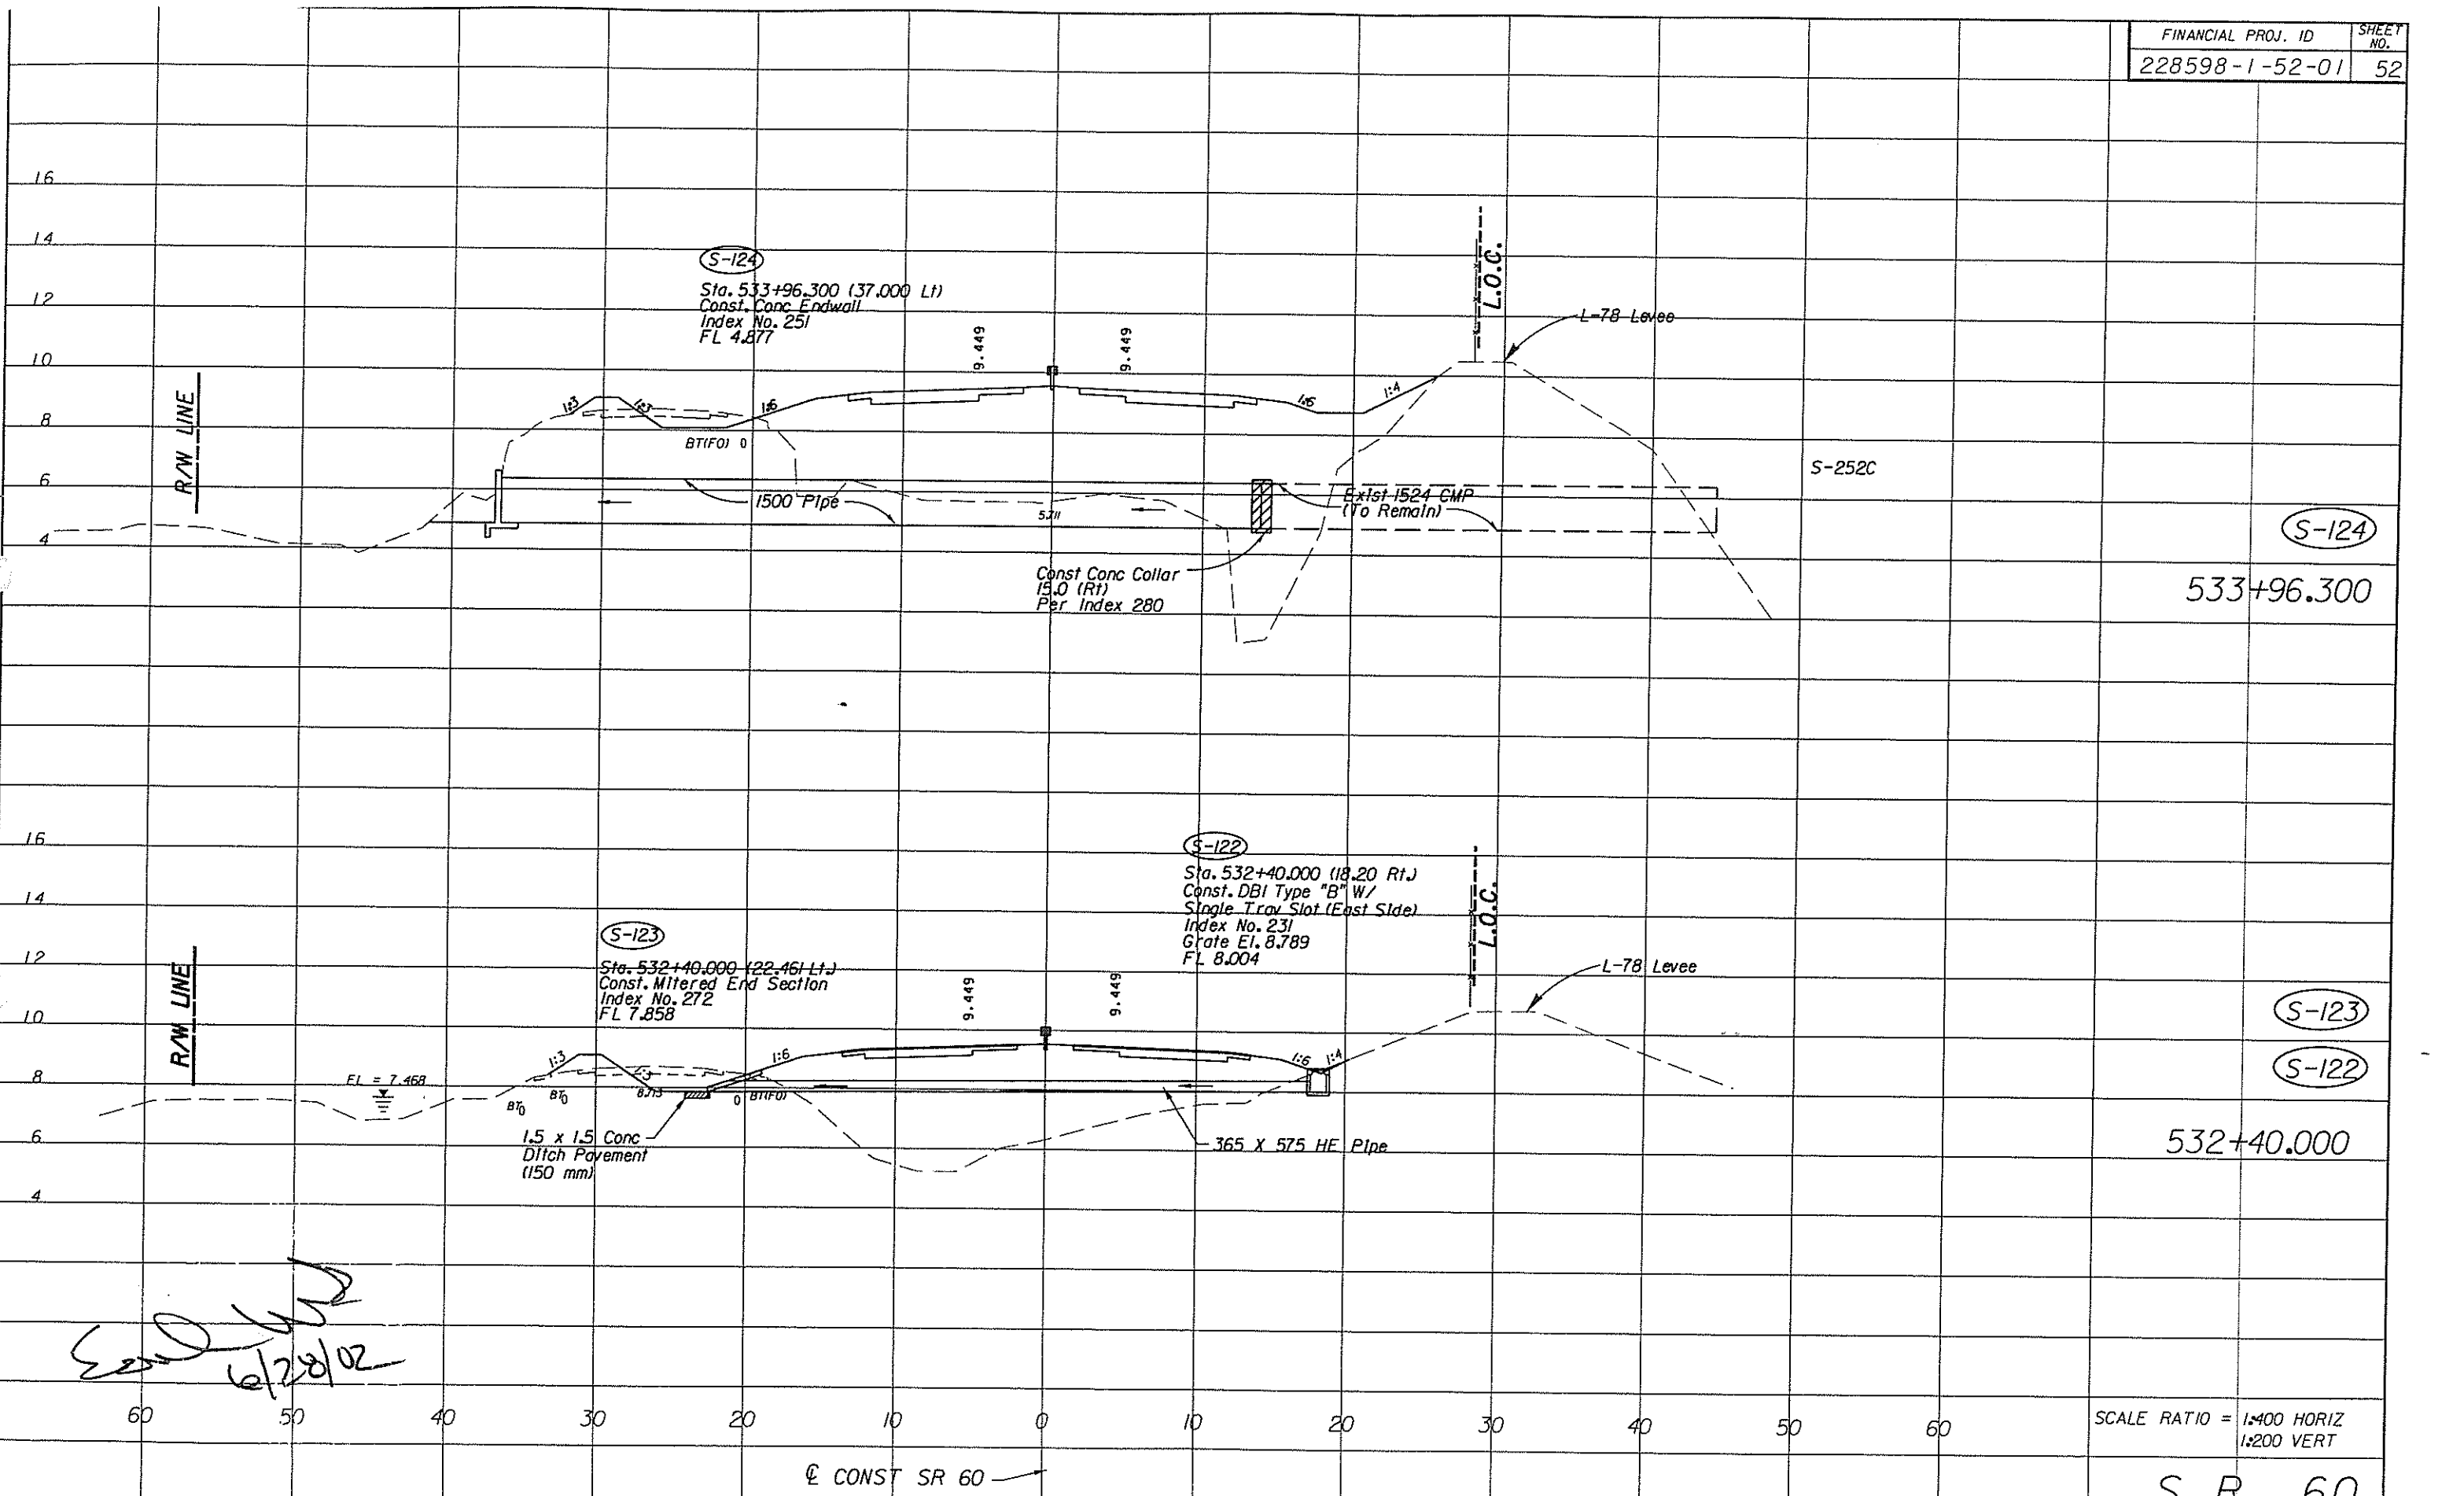 FINANCIAL PROJ. ID
SHEET NO.
228598-1-52-01
52
16
14
12
10
8
6
4
S-124
Sta. 533+96.300 (37.000 Lt)
Const. Conc Endwall
Index No. 251
FL 4.877
9.449
9.449
L.O.C.
L-78 Levee
R/W LINE
1:3
1:3
1:6
1:6
1:4
BT(FO) 0
S-252C
1500 Pipe
5.711
Exist 1524 CMP
(To Remain)
Const Conc Collar
15.0 (Rt)
Per Index 280
S-124
533+96.300
16
14
12
10
8
6
4
S-122
Sta. 532+40.000 (18.20 Rt.)
Const. DBI Type "B" W/
Single Trav Slot (East Side)
Index No. 231
Grate El. 8.789
FL 8.004
S-123
Sta. 532+40.000 (22.461 Lt.)
Const. Mitered End Section
Index No. 272
FL 7.858
9.449
9.449
L.O.C.
L-78 Levee
R/W LINE
S-123
S-122
532+40.000
EL = 7.468
1:3
1:6
1:6
1:4
BT0
BT0
0 BT(FO)
1.5 x 1.5 Conc
Ditch Pavement
(150 mm)
365 X 575 HE Pipe
6/28/02
60 50 40 30 20 10 0 10 20 30 40 50 60
SCALE RATIO = 1:400 HORIZ
1:200 VERT
℄ CONST SR 60
S R 60